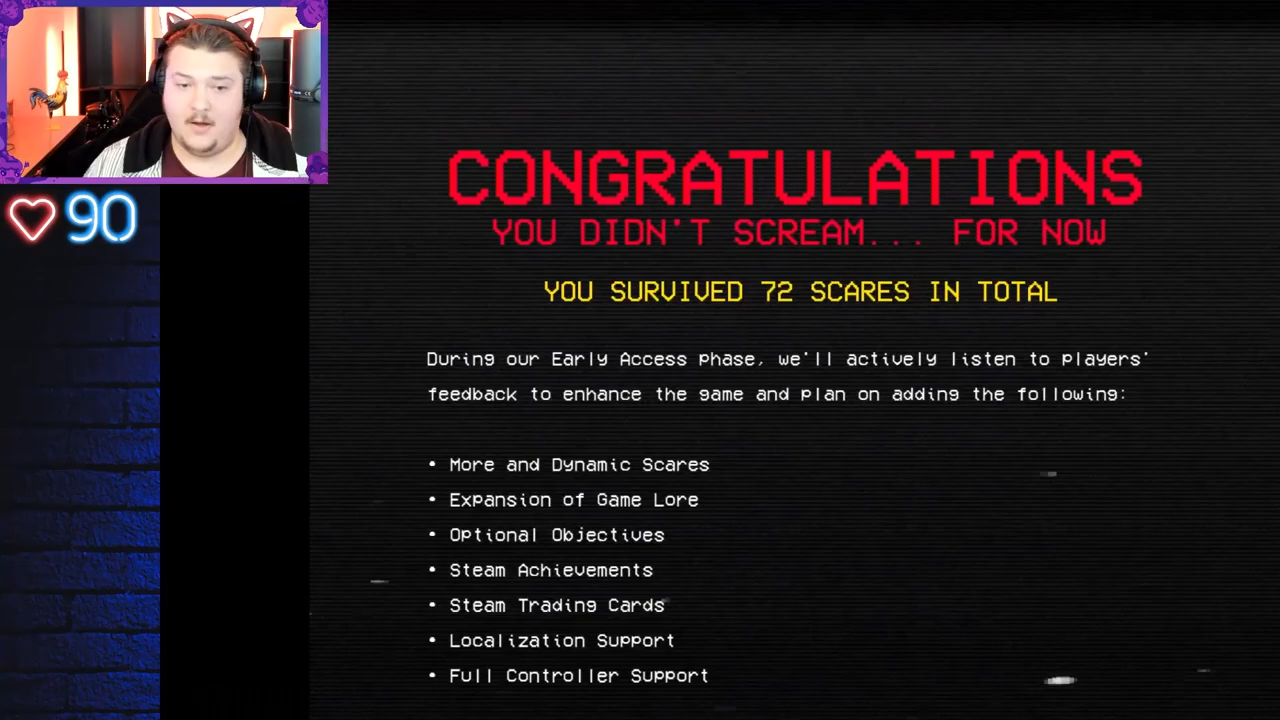 90
CONGRATULATIONS
YOU DIDN'T SCREAM... FOR NOW
YOU SURVIVED 72 SCARES IN TOTAL
During our Early Access phase, we'll actively listen to players'
feedback to enhance the game and plan on adding the following:
• More and Dynamic Scares
• Expansion of Game Lore
• Optional Objectives
• Steam Achievements
• Steam Trading Cards
• Localization Support
• Full Controller Support